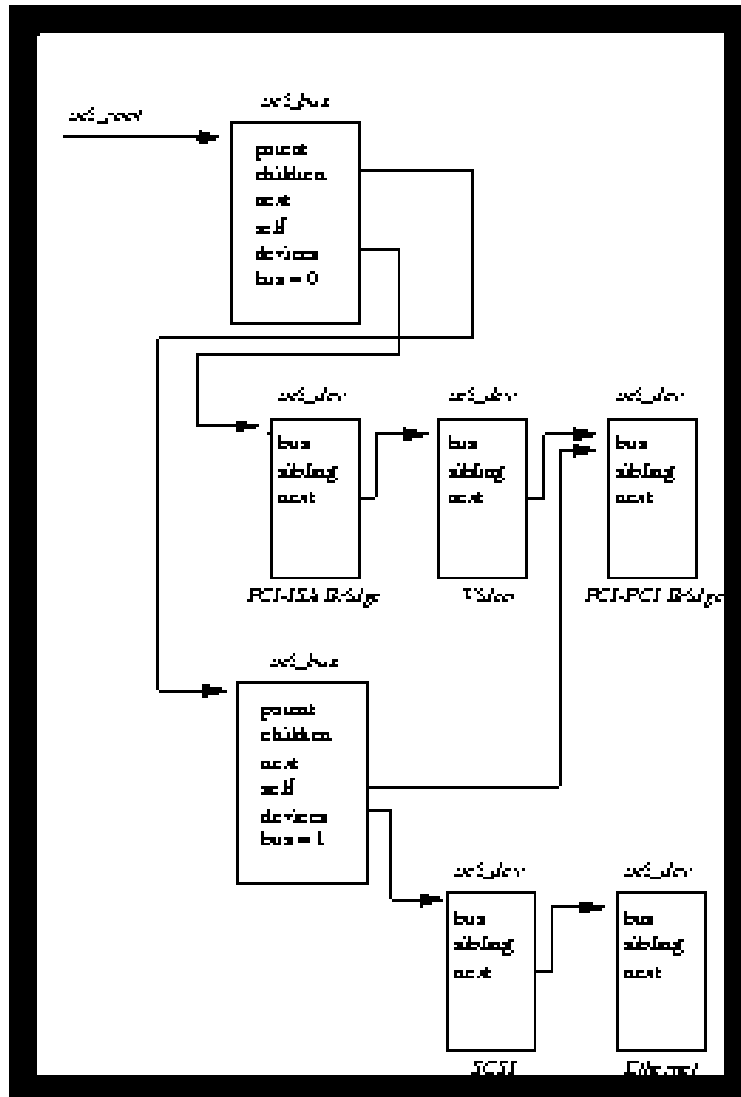 pci_bus
pci_root
parent
children
next
self
devices
bus = 0
pci_dev
pci_dev
pci_dev
bus
sibling
next
bus
sibling
next
bus
sibling
next
PCI-ISA Bridge
Video
PCI-PCI Bridge
pci_bus
parent
children
next
self
devices
bus = 1
pci_dev
pci_dev
bus
sibling
next
bus
sibling
next
SCSI
Ethernet